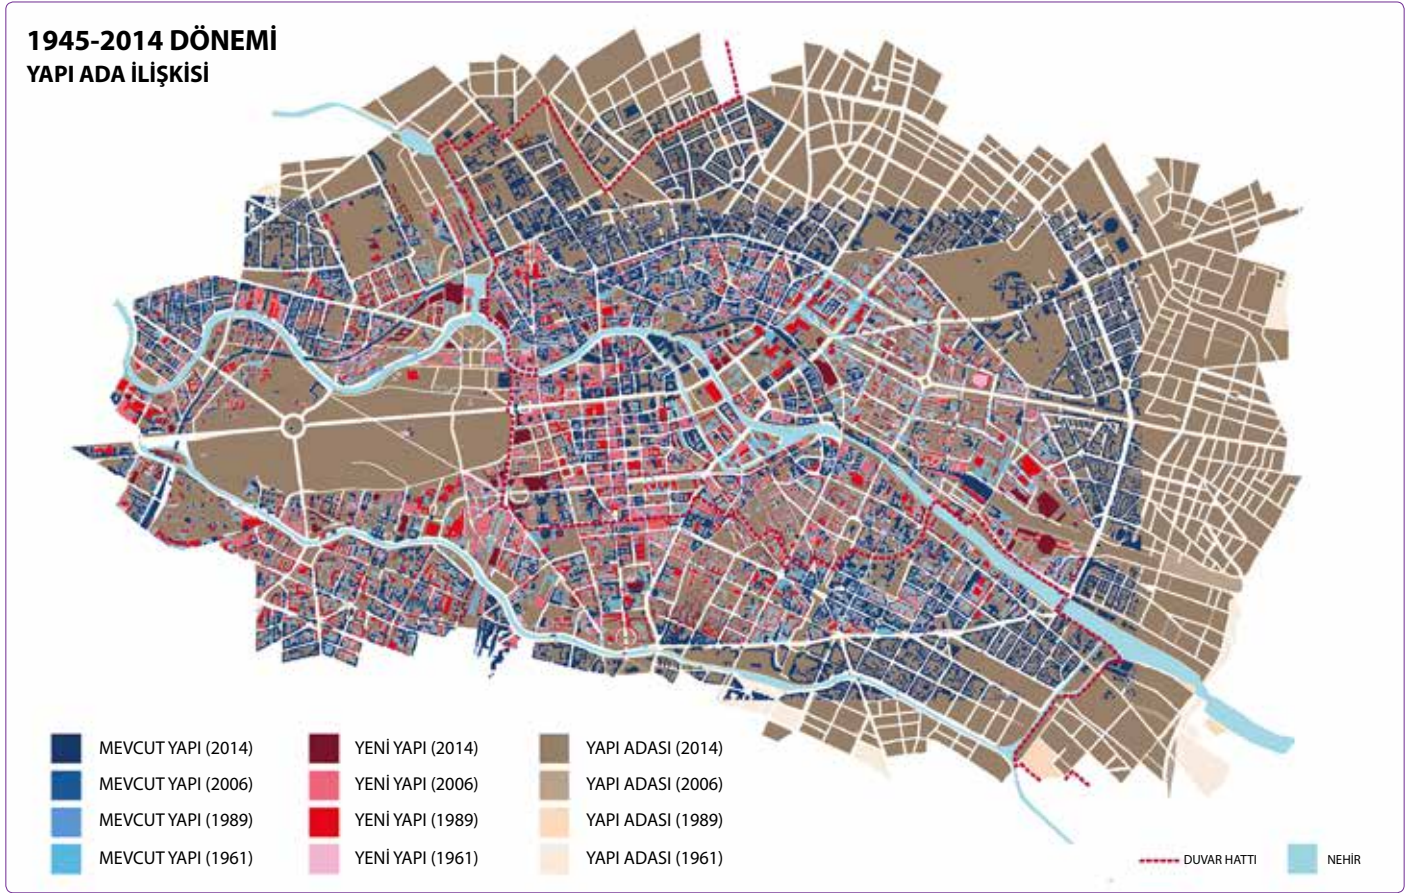 1945-2014 DÖNEMİ
YAPI ADA İLİŞKİSİ
MEVCUT YAPI (2014)
MEVCUT YAPI (2006)
MEVCUT YAPI (1989)
MEVCUT YAPI (1961)
YENİ YAPI (2014)
YENİ YAPI (2006)
YENİ YAPI (1989)
YENİ YAPI (1961)
YAPI ADASI (2014)
YAPI ADASI (2006)
YAPI ADASI (1989)
YAPI ADASI (1961)
DUVAR HATTI
NEHİR